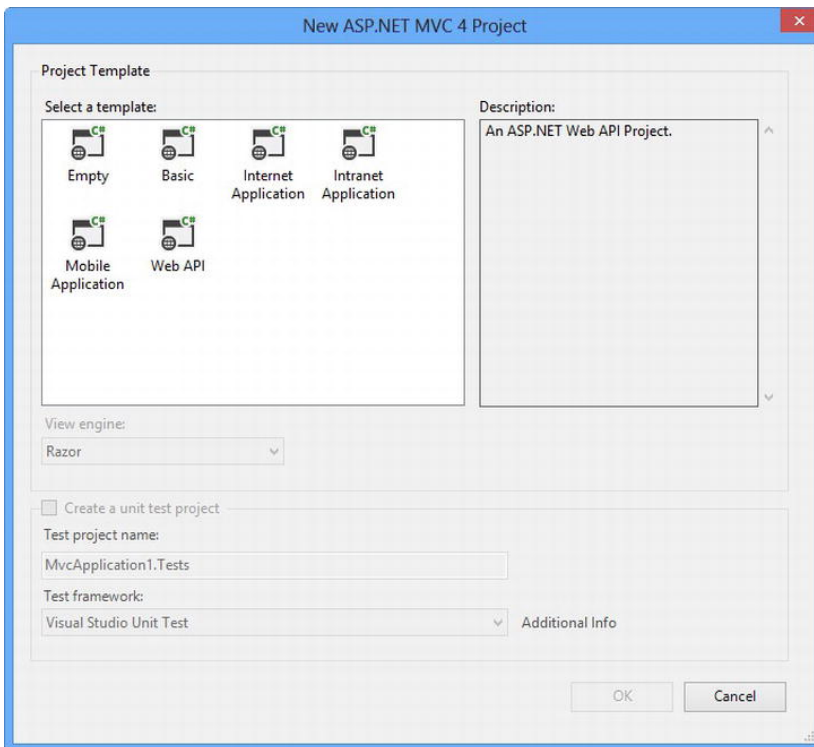 New ASP.NET MVC 4 Project
Project Template
Select a template:
Description:
C# C# C# C#
Empty Basic Internet Application Intranet Application
C# C#
Mobile Application Web API
An ASP.NET Web API Project.
View engine:
Razor
Create a unit test project
Test project name:
MvcApplication1.Tests
Test framework:
Visual Studio Unit Test
Additional Info
OK
Cancel